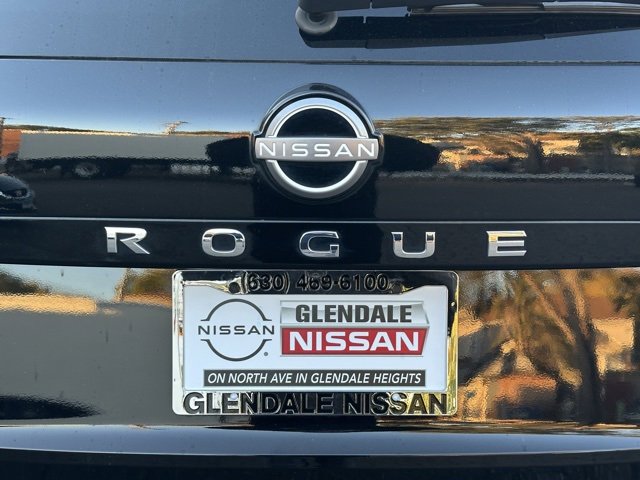 NISSAN
ROGUE
(630) 469-6100
NISSAN
GLENDALE
NISSAN
ON NORTH AVE IN GLENDALE HEIGHTS
GLENDALE NISSAN